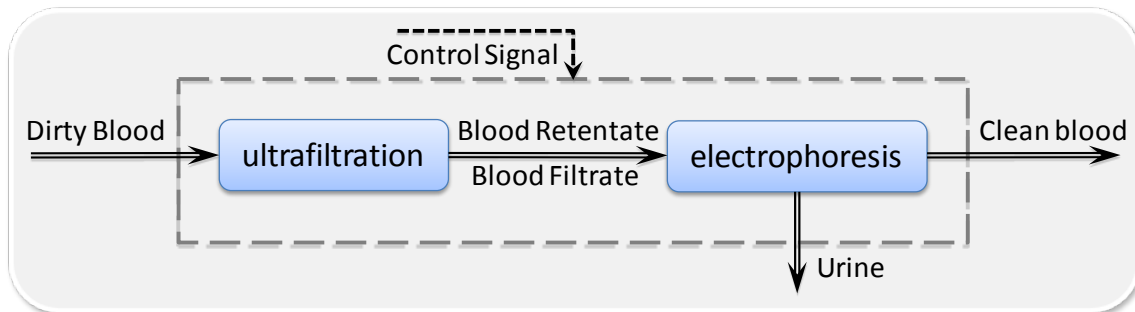 Control Signal
Dirty Blood
ultrafiltration
Blood Retentate
Blood Filtrate
electrophoresis
Clean blood
Urine